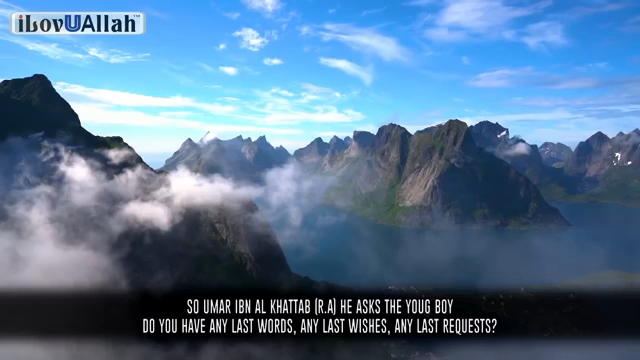 iLovUAllah™
SO UMAR IBN AL KHATTAB (R.A) HE ASKS THE YOUG BOY
DO YOU HAVE ANY LAST WORDS, ANY LAST WISHES, ANY LAST REQUESTS?